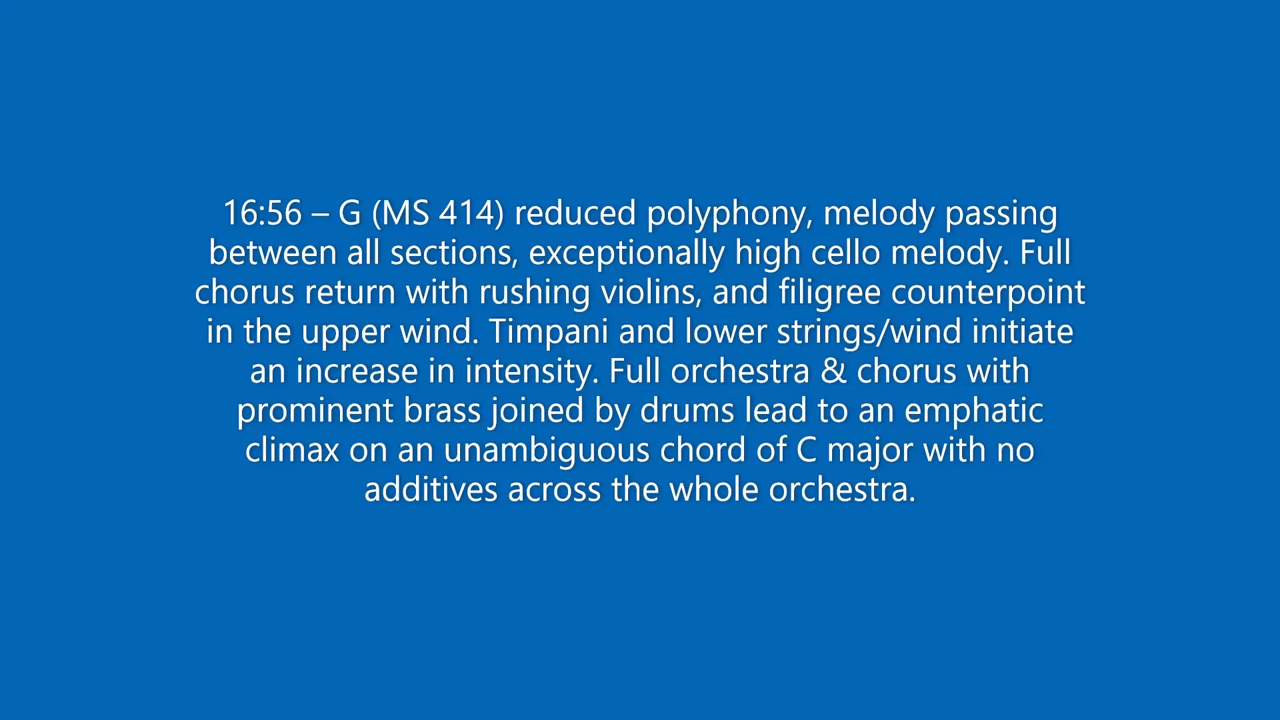 16:56 – G (MS 414) reduced polyphony, melody passing
between all sections, exceptionally high cello melody. Full
chorus return with rushing violins, and filigree counterpoint
in the upper wind. Timpani and lower strings/wind initiate
an increase in intensity. Full orchestra & chorus with
prominent brass joined by drums lead to an emphatic
climax on an unambiguous chord of C major with no
additives across the whole orchestra.